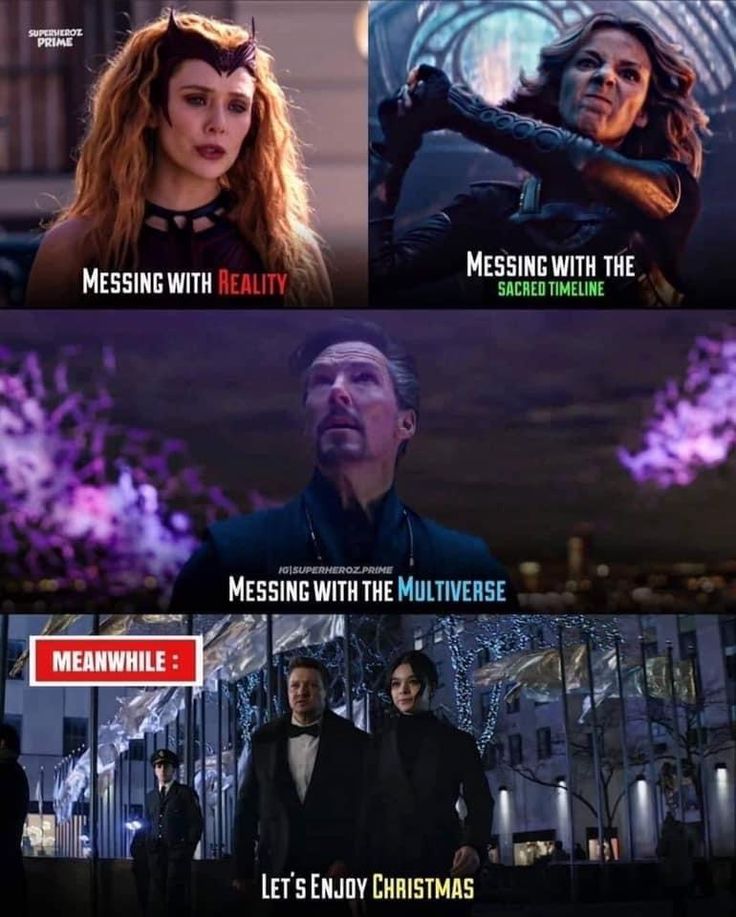 SUPERHEROZ
PRIME
MESSING WITH REALITY
MESSING WITH THE
SACRED TIMELINE
IG|SUPERHEROZ.PRIME
MESSING WITH THE MULTIVERSE
MEANWHILE :
LET'S ENJOY CHRISTMAS